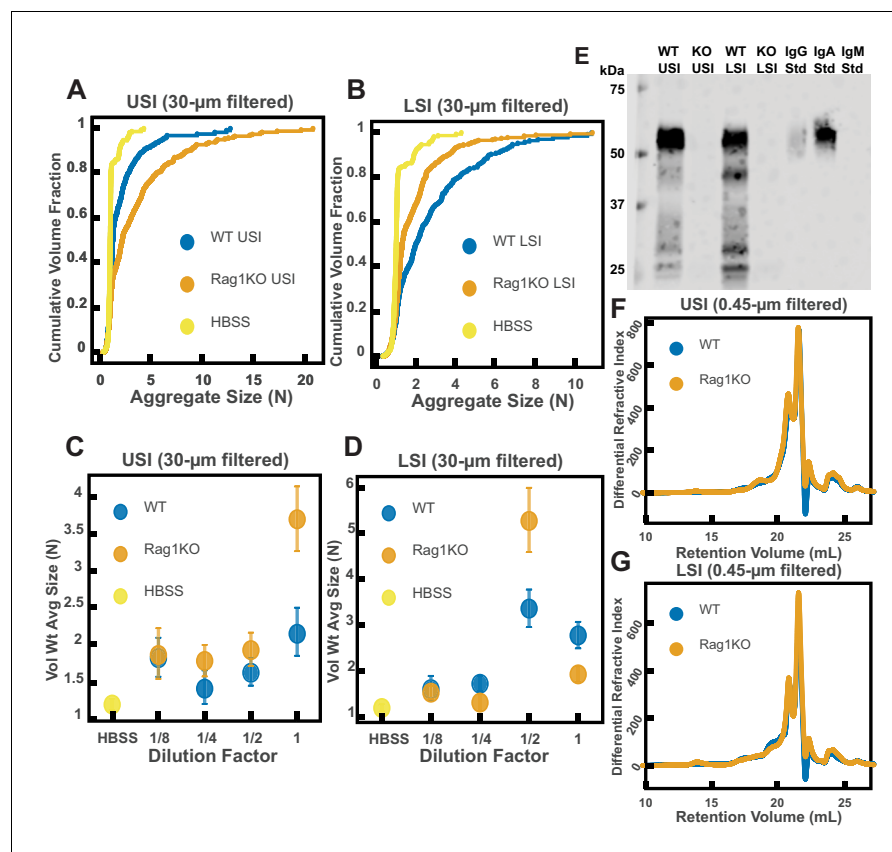 A
USI (30-µm filtered)
Cumulative Volume Fraction
1
0.8
0.6
0.4
0.2
0
WT USI
Rag1KO USI
HBSS
0
5
10
15
20
Aggregate Size (N)
B
LSI (30-µm filtered)
Cumulative Volume Fraction
1
0.8
0.6
0.4
0.2
0
WT LSI
Rag1KO LSI
HBSS
0
2
4
6
8
10
Aggregate Size (N)
C
USI (30-µm filtered)
Vol Wt Avg Size (N)
4
3.5
3
2.5
2
1.5
1
WT
Rag1KO
HBSS
HBSS 1/8 1/4 1/2 1
Dilution Factor
D
LSI (30-µm filtered)
Vol Wt Avg Size (N)
6
5
4
3
2
1
WT
Rag1KO
HBSS
HBSS 1/8 1/4 1/2 1
Dilution Factor
E
WT KO WT KO IgG IgA IgM
USI USI LSI LSI Std Std Std
kDa
75
50
37
25
F
USI (0.45-µm filtered)
Differential Refractive Index
800
600
400
200
0
WT
Rag1KO
10 15 20 25
Retention Volume (mL)
G
LSI (0.45-µm filtered)
Differential Refractive Index
600
400
200
0
WT
Rag1KO
10 15 20 25
Retention Volume (mL)